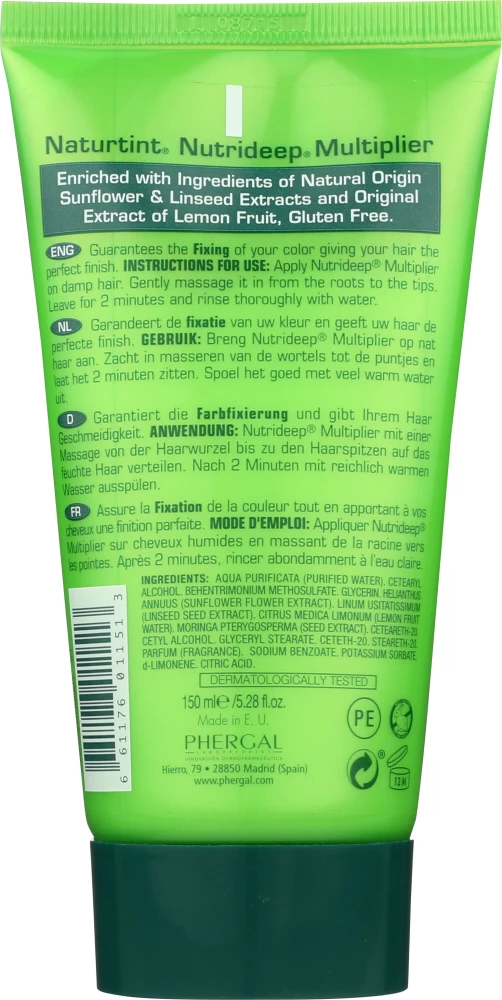 Naturtint® Nutrideep® Multiplier
Enriched with Ingredients of Natural Origin
Sunflower & Linseed Extracts and Original
Extract of Lemon Fruit, Gluten Free.
ENG Guarantees the Fixing of your color giving your hair the
perfect finish. INSTRUCTIONS FOR USE: Apply Nutrideep® Multiplier
on damp hair. Gently massage it in from the roots to the tips.
Leave for 2 minutes and rinse thoroughly with water.
NL Garandeert de fixatie van uw kleur en geeft uw haar de
perfecte finish. GEBRUIK: Breng Nutrideep® Multiplier op nat
haar aan. Zacht in masseren van de wortels tot de puntjes en
laat het 2 minuten zitten. Spoel het goed met veel warm water
uit.
D Garantiert die Farbfixierung und gibt Ihrem Haar
Geschmeidigkeit. ANWENDUNG: Nutrideep® Multiplier mit einer
Massage von der Haarwurzel bis zu den Haarspitzen auf das
feuchte Haar verteilen. Nach 2 Minuten mit reichlich warmen
Wasser ausspülen.
FR Assure la Fixation de la couleur tout en apportant à vos
cheveux une finition parfaite. MODE D'EMPLOI: Appliquer Nutrideep®
Multiplier sur cheveux humides en massant de la racine vers
les pointes. Après 2 minutes, rincer abondamment à l'eau claire.
INGREDIENTS: AQUA PURIFICATA (PURIFIED WATER). CETEARYL
ALCOHOL. BEHENTRIMONIUM METHOSULFATE. GLYCERIN. HELIANTHUS
ANNUUS (SUNFLOWER FLOWER EXTRACT). LINUM USITATISSIMUM
(LINSEED SEED EXTRACT). CITRUS MEDICA LIMONUM (LEMON FRUIT
WATER). MORINGA PTERYGOSPERMA (SEED EXTRACT). CETEARETH-20.
CETYL ALCOHOL. GLYCERYL STEARATE. CETETH-20. STEARETH-20.
PARFUM (FRAGRANCE). SODIUM BENZOATE. POTASSIUM SORBATE.
d-LIMONENE. CITRIC ACID.
DERMATOLOGICALLY TESTED
150 ml e /5.28 fl.oz.
Made in E. U.
PHERGAL
LABORATORIOS
INNOVACIÓN DERMOFARMACÉUTICA
Hierro, 79 • 28850 Madrid (Spain)
www.phergal.com
PE
12 M
6 61176 01151 3